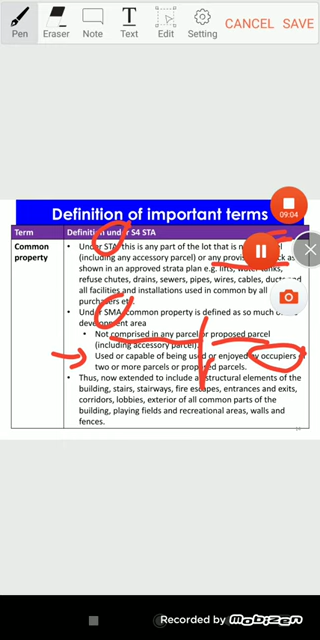 CANCEL SAVE
Pen Eraser Note Text Edit Setting
Definition of important terms
09:04
Term Definition under S4 STA
Common property
Under STA, this is any part of the lot that is
(including any accessory parcel) or any as
shown in an approved strata plan e.g. lifts, water tanks,
refuse chutes, drains, sewers, pipes, wires, cables, ducts and
all facilities and installations used in common by all
purchasers etc.
Under SMA, common property is defined as so much of
development area
Not comprised in any parcel or proposed parcel
(including accessory parcel)
Used or capable of being used or enjoyed by occupiers of
two or more parcels or proposed parcels.
Thus, now extended to include all structural elements of the
building, stairs, stairways, fire escapes, entrances and exits,
corridors, lobbies, exterior of all common parts of the
building, playing fields and recreational areas, walls and
fences.
Recorded by mobizen